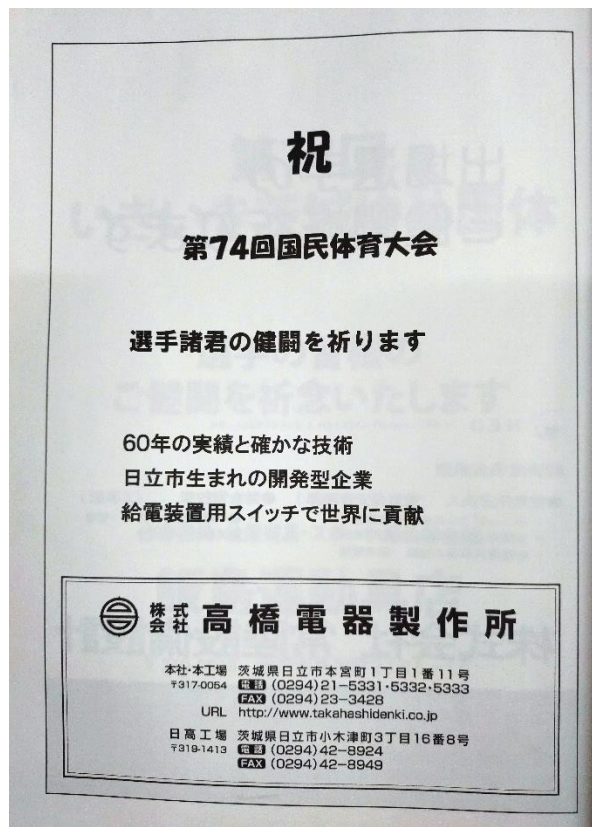 祝
第74回国民体育大会
選手諸君の健闘を祈ります
60年の実績と確かな技術
日立市生まれの開発型企業
給電装置用スイッチで世界に貢献
株式会社 高橋電器製作所
本社・本工場 茨城県日立市本宮町1丁目1番11号
〒317-0054 電話 (0294)21-5331・5332・5333
FAX (0294)23-3428
URL http://www.takahashidenki.co.jp
日高工場 茨城県日立市小木津町3丁目16番8号
〒319-1413 電話 (0294)42-8924
FAX (0294)42-8949